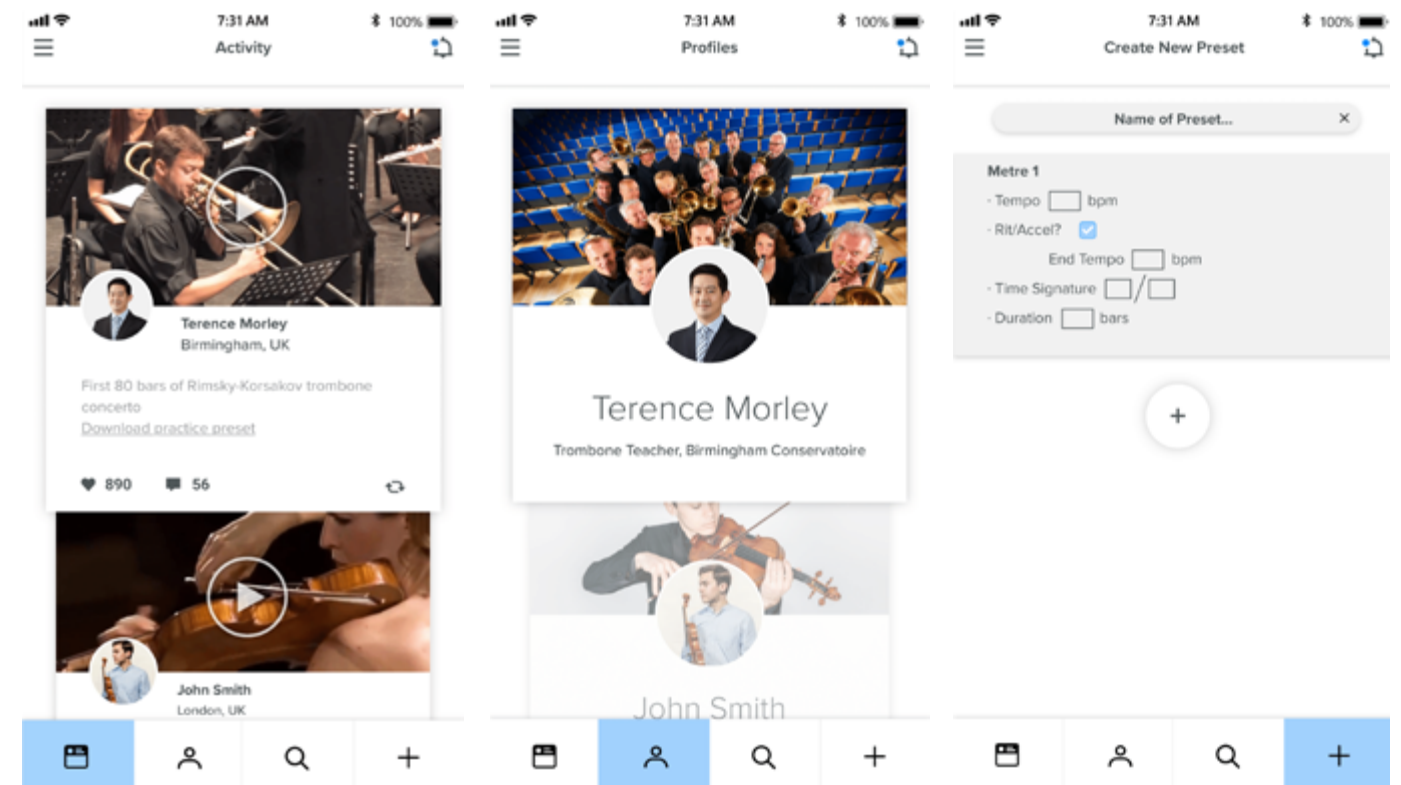 7:31 AM
100%
Activity
Terence Morley
Birmingham, UK
First 80 bars of Rimsky-Korsakov trombone
concerto
Download practice preset
890
56
John Smith
London, UK
7:31 AM
100%
Profiles
Terence Morley
Trombone Teacher, Birmingham Conservatoire
John Smith
7:31 AM
100%
Create New Preset
Name of Preset... ×
Metre 1
· Tempo bpm
· Rit/Accel?
End Tempo bpm
· Time Signature /
· Duration bars
+